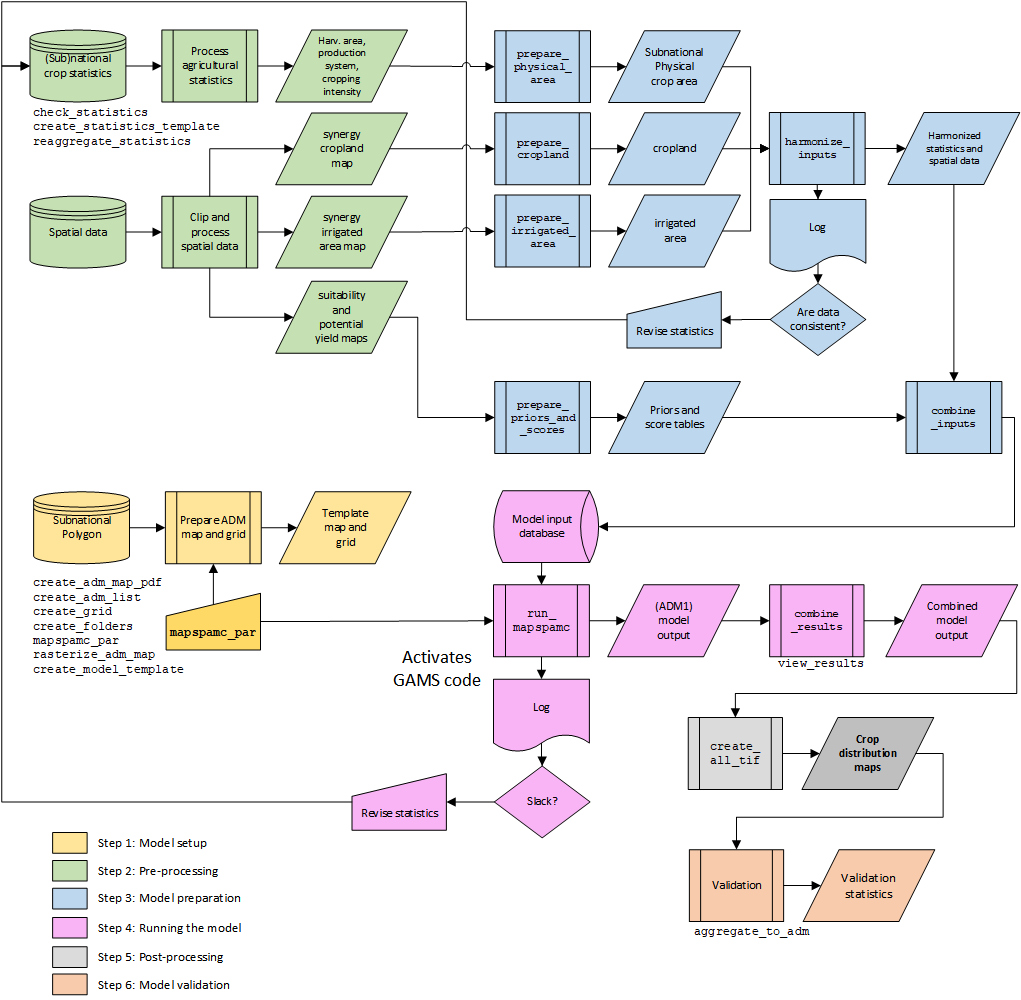 (Sub)national
crop statistics
Process
agricultural
statistics
Harv. area,
production
system,
cropping
intensity
prepare_
physical_
area
Subnational
Physical
crop area
check_statistics
create_statistics_template
reaggregate_statistics
synergy
cropland
map
prepare_
cropland
cropland
harmonize_
inputs
Harmonized
statistics and
spatial data
Spatial data
Clip and
process
spatial data
synergy
irrigated
area map
prepare_
irrigated_
area
irrigated
area
Log
suitability
and
potential
yield maps
Revise statistics
Are data
consistent?
prepare_
priors_and
_scores
Priors and
score tables
combine
_inputs
Subnational
Polygon
Prepare ADM
map and grid
Template
map and
grid
Model input
database
create_adm_map_pdf
create_adm_list
create_grid
create_folders
mapspamc_par
rasterize_adm_map
create_model_template
mapspamc_par
run_
mapspamc
(ADM1)
model
output
combine
_results
Combined
model
output
view_results
Activates
GAMS code
Log
create_
all_tif
Crop
distribution
maps
Revise statistics
Slack?
Step 1: Model setup
Step 2: Pre-processing
Step 3: Model preparation
Step 4: Running the model
Step 5: Post-processing
Step 6: Model validation
Validation
Validation
statistics
aggregate_to_adm